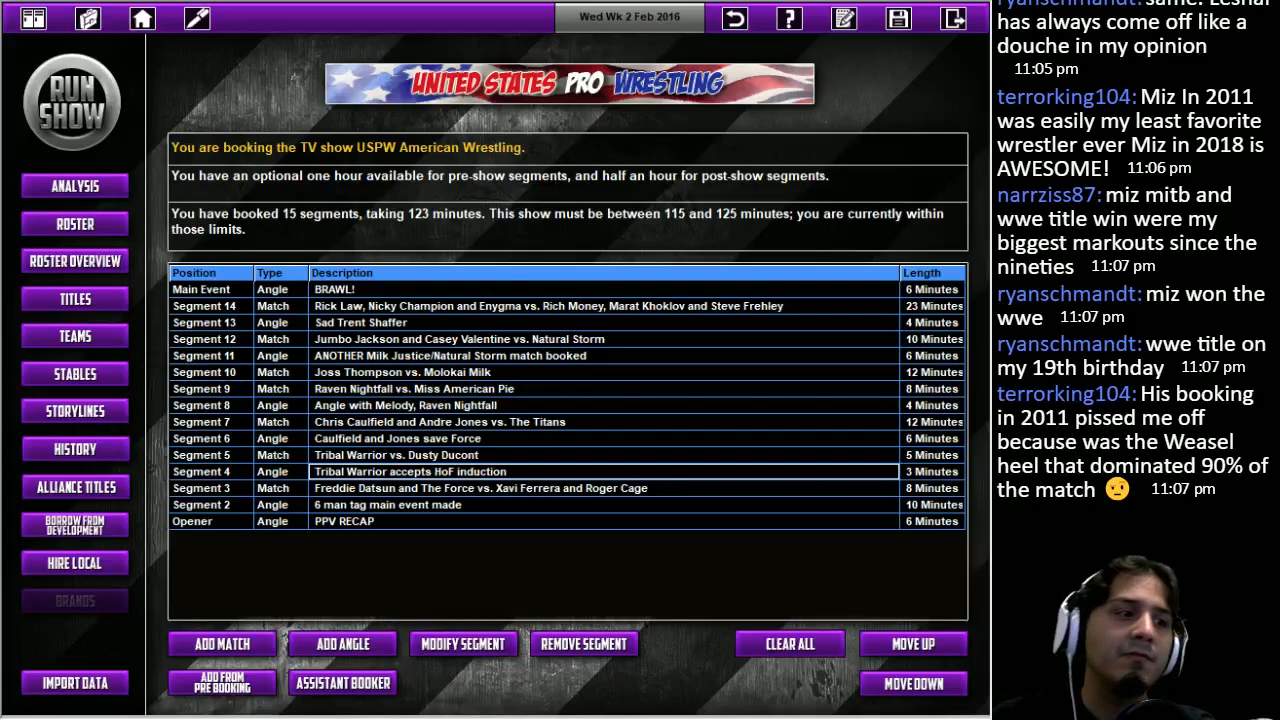 Wed Wk 2 Feb 2016
RUN
SHOW
UNITED STATES PRO WRESTLING
You are booking the TV show USPW American Wrestling.
You have an optional one hour available for pre-show segments, and half an hour for post-show segments.
You have booked 15 segments, taking 123 minutes. This show must be between 115 and 125 minutes; you are currently within
those limits.
ANALYSIS
ROSTER
ROSTER OVERVIEW
TITLES
TEAMS
STABLES
STORYLINES
HISTORY
ALLIANCE TITLES
BORROW FROM
DEVELOPMENT
HIRE LOCAL
BRANDS
IMPORT DATA
Position Type Description Length
Main Event Angle BRAWL! 6 Minutes
Segment 14 Match Rick Law, Nicky Champion and Enygma vs. Rich Money, Marat Khoklov and Steve Frehley 23 Minutes
Segment 13 Angle Sad Trent Shaffer 4 Minutes
Segment 12 Match Jumbo Jackson and Casey Valentine vs. Natural Storm 10 Minutes
Segment 11 Angle ANOTHER Milk Justice/Natural Storm match booked 6 Minutes
Segment 10 Match Joss Thompson vs. Molokai Milk 12 Minutes
Segment 9 Match Raven Nightfall vs. Miss American Pie 8 Minutes
Segment 8 Angle Angle with Melody, Raven Nightfall 4 Minutes
Segment 7 Match Chris Caulfield and Andre Jones vs. The Titans 12 Minutes
Segment 6 Angle Caulfield and Jones save Force 6 Minutes
Segment 5 Match Tribal Warrior vs. Dusty Ducont 5 Minutes
Segment 4 Angle Tribal Warrior accepts HoF induction 3 Minutes
Segment 3 Match Freddie Datsun and The Force vs. Xavi Ferrera and Roger Cage 8 Minutes
Segment 2 Angle 6 man tag main event made 10 Minutes
Opener Angle PPV RECAP 6 Minutes
ADD MATCH ADD ANGLE MODIFY SEGMENT REMOVE SEGMENT CLEAR ALL MOVE UP
ADD FROM
PRE BOOKING
ASSISTANT BOOKER MOVE DOWN
ryanschmandt: same. Lesnar
has always come off like a
douche in my opinion
11:05 pm
terrorking104: Miz In 2011
was easily my least favorite
wrestler ever Miz in 2018 is
AWESOME! 11:06 pm
narrziss87: miz mitb and
wwe title win were my
biggest markouts since the
nineties 11:07 pm
ryanschmandt: miz won the
wwe 11:07 pm
ryanschmandt: wwe title on
my 19th birthday 11:07 pm
terrorking104: His booking
in 2011 pissed me off
because was the Weasel
heel that dominated 90% of
the match 11:07 pm